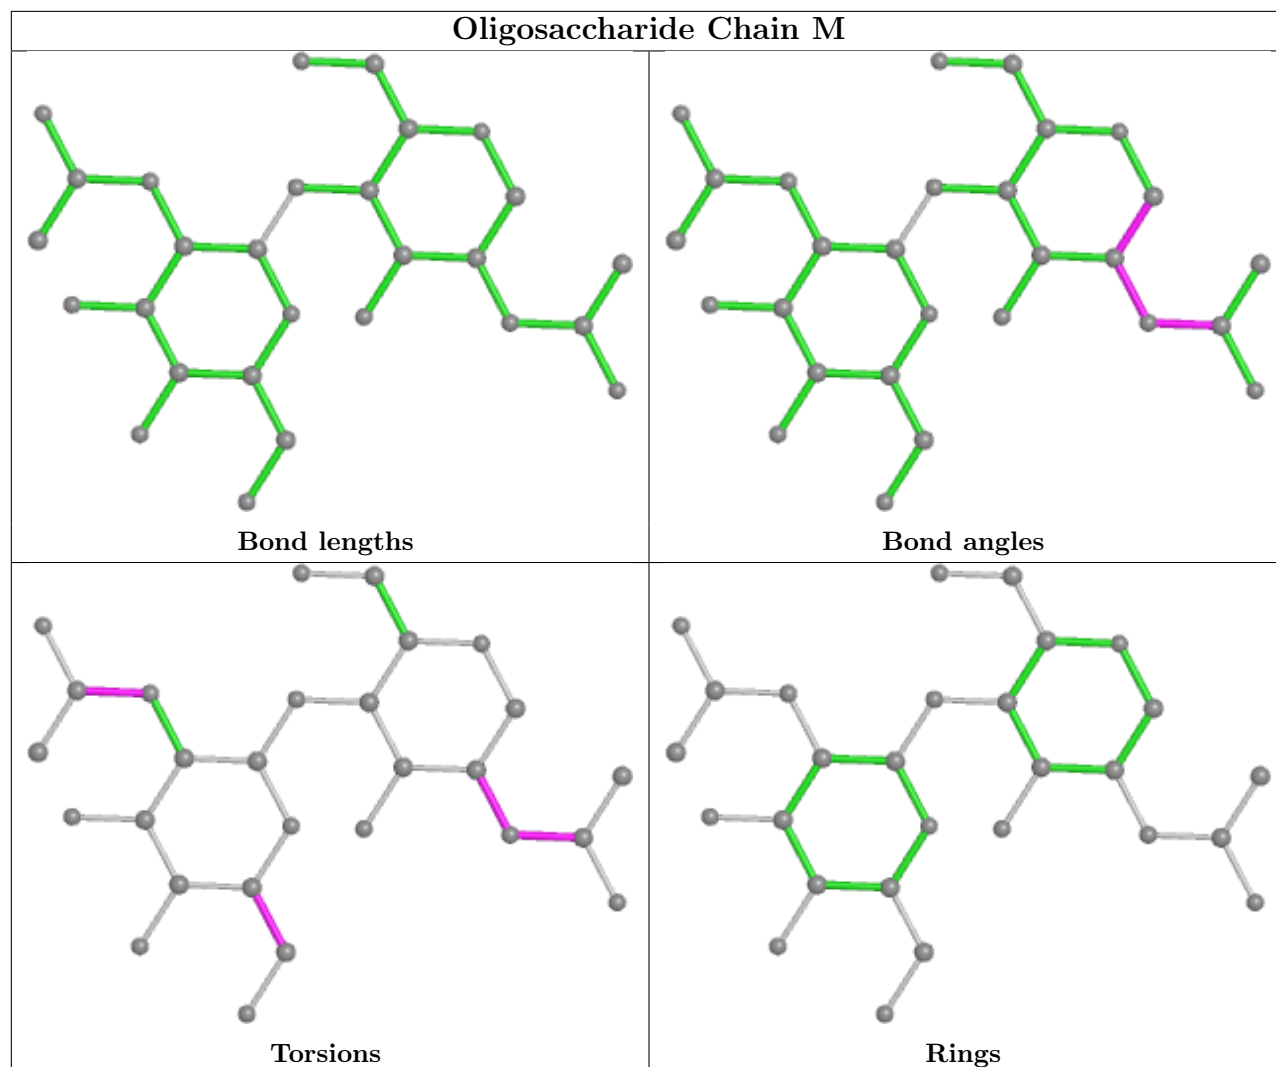 Oligosaccharide Chain M
Bond lengths
Bond angles
Torsions
Rings